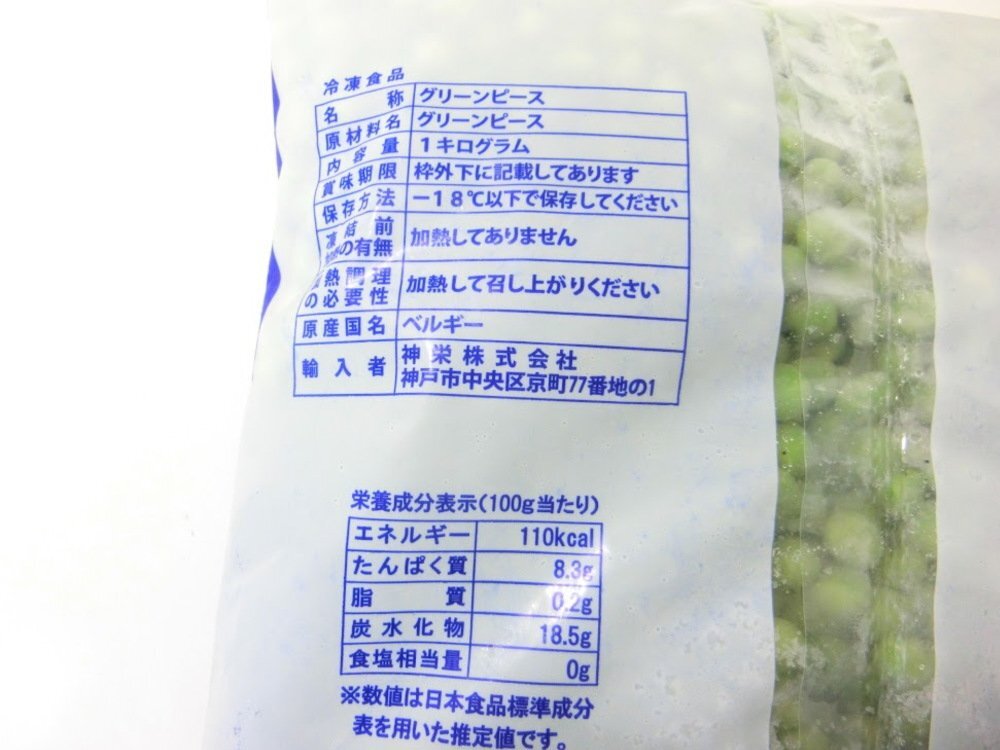 冷凍食品
名称 グリーンピース
原材料名 グリーンピース
内容量 1キログラム
賞味期限 枠外下に記載してあります
保存方法 −18℃以下で保存してください
凍結前
の有無 加熱してありません
熱調理
の必要性 加熱して召し上がりください
原産国名 ベルギー
輸入者 神栄株式会社
神戸市中央区京町77番地の1
栄養成分表示(100g当たり)
エネルギー 110kcal
たんぱく質 8.3g
脂質 0.2g
炭水化物 18.5g
食塩相当量 0g
※数値は日本食品標準成分
表を用いた推定値です。